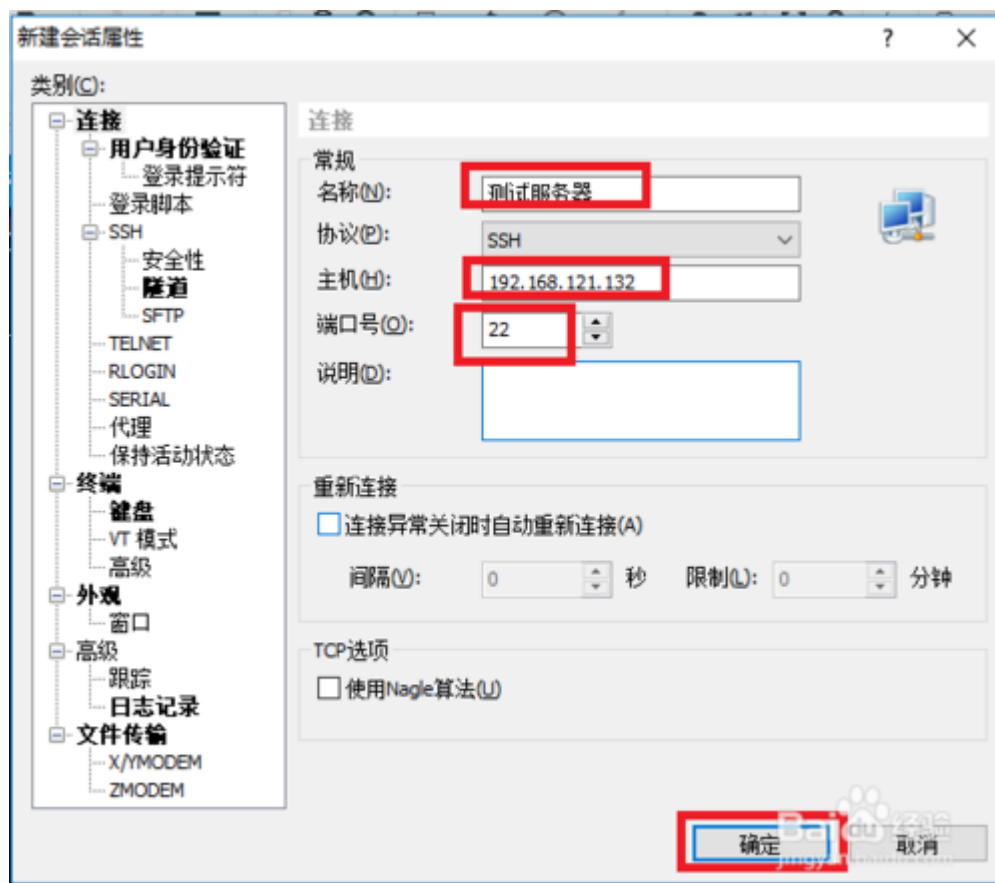 新建会话属性
?
类别(C):
连接
用户身份验证
登录提示符
登录脚本
SSH
安全性
隧道
SFTP
TELNET
RLOGIN
SERIAL
代理
保持活动状态
终端
键盘
VT 模式
高级
外观
窗口
高级
跟踪
日志记录
文件传输
X/YMODEM
ZMODEM
连接
常规
名称(N): 测试服务器
协议(P): SSH
主机(H): 192.168.121.132
端口号(O): 22
说明(D):
重新连接
连接异常关闭时自动重新连接(A)
间隔(V): 0 秒 限制(L): 0 分钟
TCP选项
使用Nagle算法(U)
确定 取消
Baidu 经验
jingyan.baidu.com